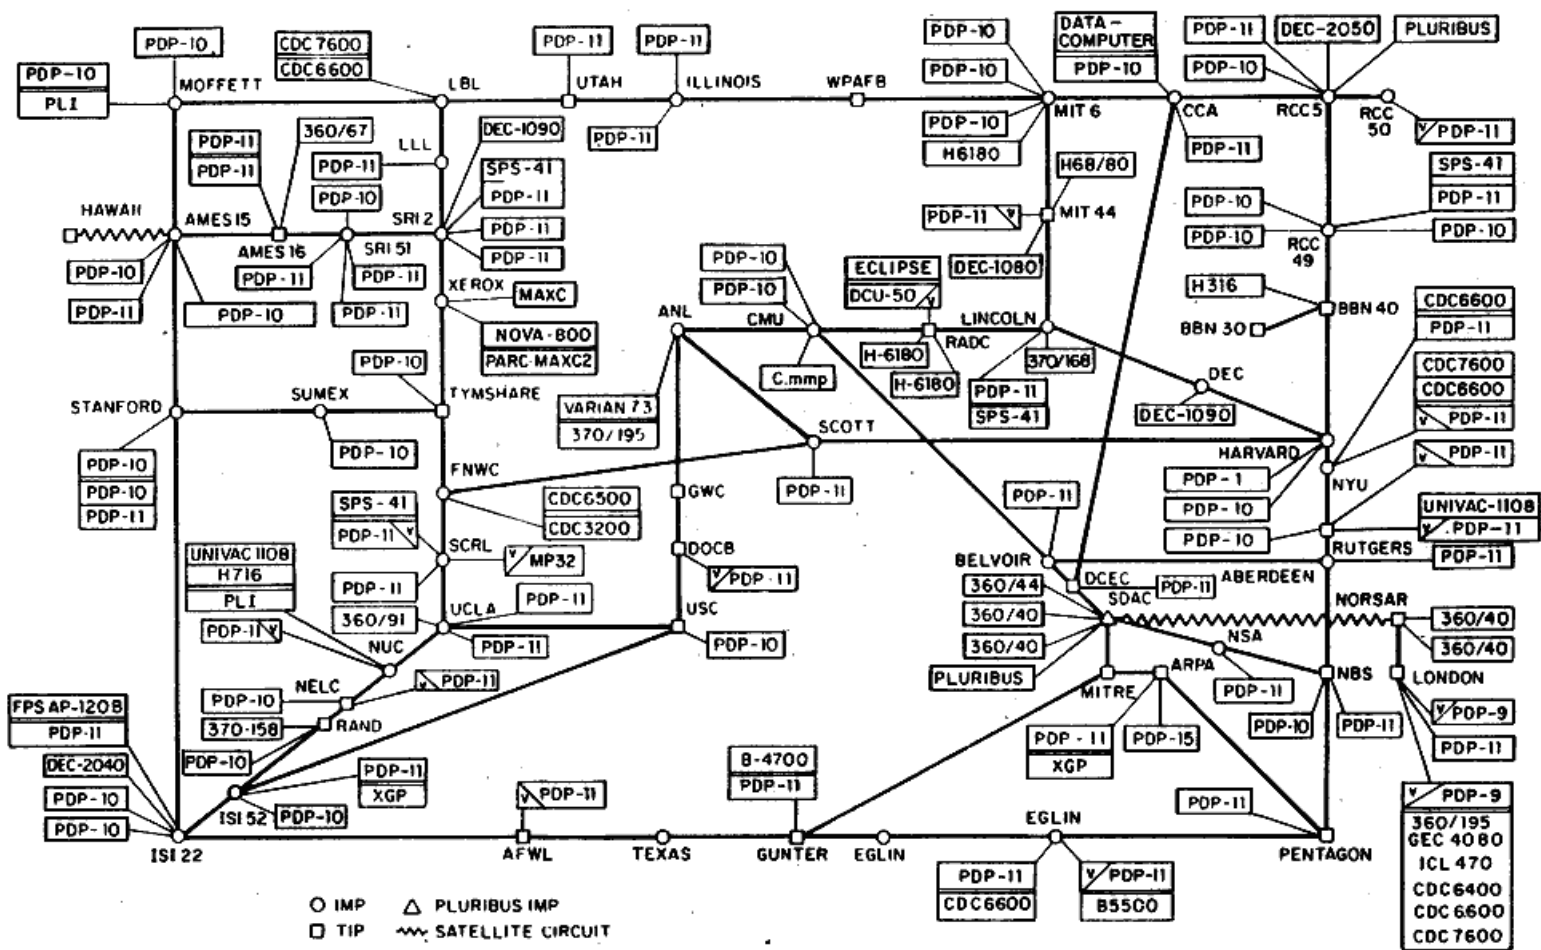 PDP-10
CDC7600
CDC6600
PDP-11
PDP-11
PDP-10
DATA-
COMPUTER
PDP-10
PDP-11
DEC-2050
PLURIBUS
PDP-10
PLI
PDP-10
PDP-10
MOFFETT
LBL
UTAH
ILLINOIS
WPAFB
MIT 6
CCA
RCC5
RCC
50
PDP-11
PDP-10
H6180
PDP-11
V PDP-11
PDP-11
PDP-11
360/67
LLL
PDP-11
DEC-1090
SPS-41
PDP-11
H68/80
SPS-41
PDP-11
PDP-10
HAWAII
AMES 15
AMES 16
PDP-10
SRI 51
SRI 2
PDP-11
PDP-11
PDP-11 V
MIT 44
DEC-1080
PDP-10
PDP-10
RCC
49
PDP-10
PDP-11
PDP-10
PDP-11
PDP-11
PDP-11
XEROX
MAXC
NOVA-800
PARC-MAXC2
PDP-10
PDP-10
ECLIPSE
DCU-50 V
H316
BBN 40
BBN 30
CDC6600
PDP-11
ANL
CMU
RADC
LINCOLN
C.mmp
H-6180
H-6180
370/168
PDP-11
SPS-41
DEC
DEC-1090
CDC7600
CDC6600
V PDP-11
V PDP-11
STANFORD
SUMEX
PDP-10
TYMSHARE
VARIAN 73
370/195
SCOTT
PDP-11
HARVARD
NYU
PDP-10
PDP-10
PDP-11
PDP-10
FNWC
CDC6500
CDC3200
GWC
PDP-11
PDP-1
PDP-10
PDP-10
UNIVAC-1108
V PDP-11
RUTGERS
PDP-11
SPS-41
PDP-11 V
SCRL
V MP32
DOCB
V PDP-11
BELVOIR
DCEC
PDP-11
ABERDEEN
UNIVAC 1108
H716
PLI
PDP-11 V
PDP-11
360/91
UCLA
PDP-11
PDP-11
USC
PDP-10
360/44
360/40
360/40
PLURIBUS
SDAC
NSA
PDP-11
NORSAR
360/40
360/40
NUC
NELC
PDP-10
V PDP-11
370-158
RAND
PDP-10
MITRE
ARPA
PDP-11
XGP
PDP-15
NBS
PDP-10
PDP-11
LONDON
V PDP-9
PDP-11
FPS AP-120B
PDP-11
DEC-2040
PDP-10
PDP-10
PDP-11
XGP
PDP-10
ISI 52
ISI 22
V PDP-11
AFWL
TEXAS
B-4700
PDP-11
GUNTER
EGLIN
EGLIN
PDP-11
PENTAGON
PDP-11
CDC6600
V PDP-11
B5500
V PDP-9
360/195
GEC 4080
ICL 470
CDC6400
CDC6600
CDC7600
IMP
PLURIBUS IMP
TIP
SATELLITE CIRCUIT